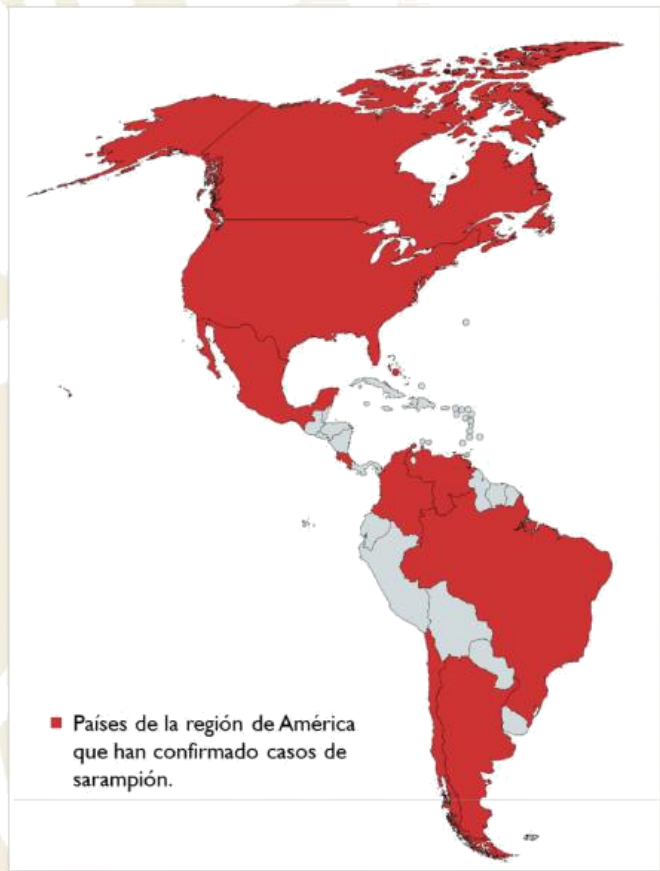 Países de la región de América
que han confirmado casos de
sarampión.